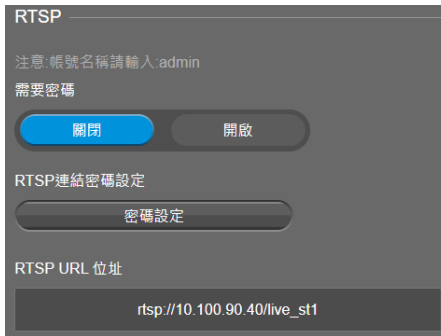 RTSP
注意:帳號名稱請輸入:admin
需要密碼
關閉 開啟
RTSP連結密碼設定
密碼設定
RTSP URL 位址
rtsp://10.100.90.40/live_st1